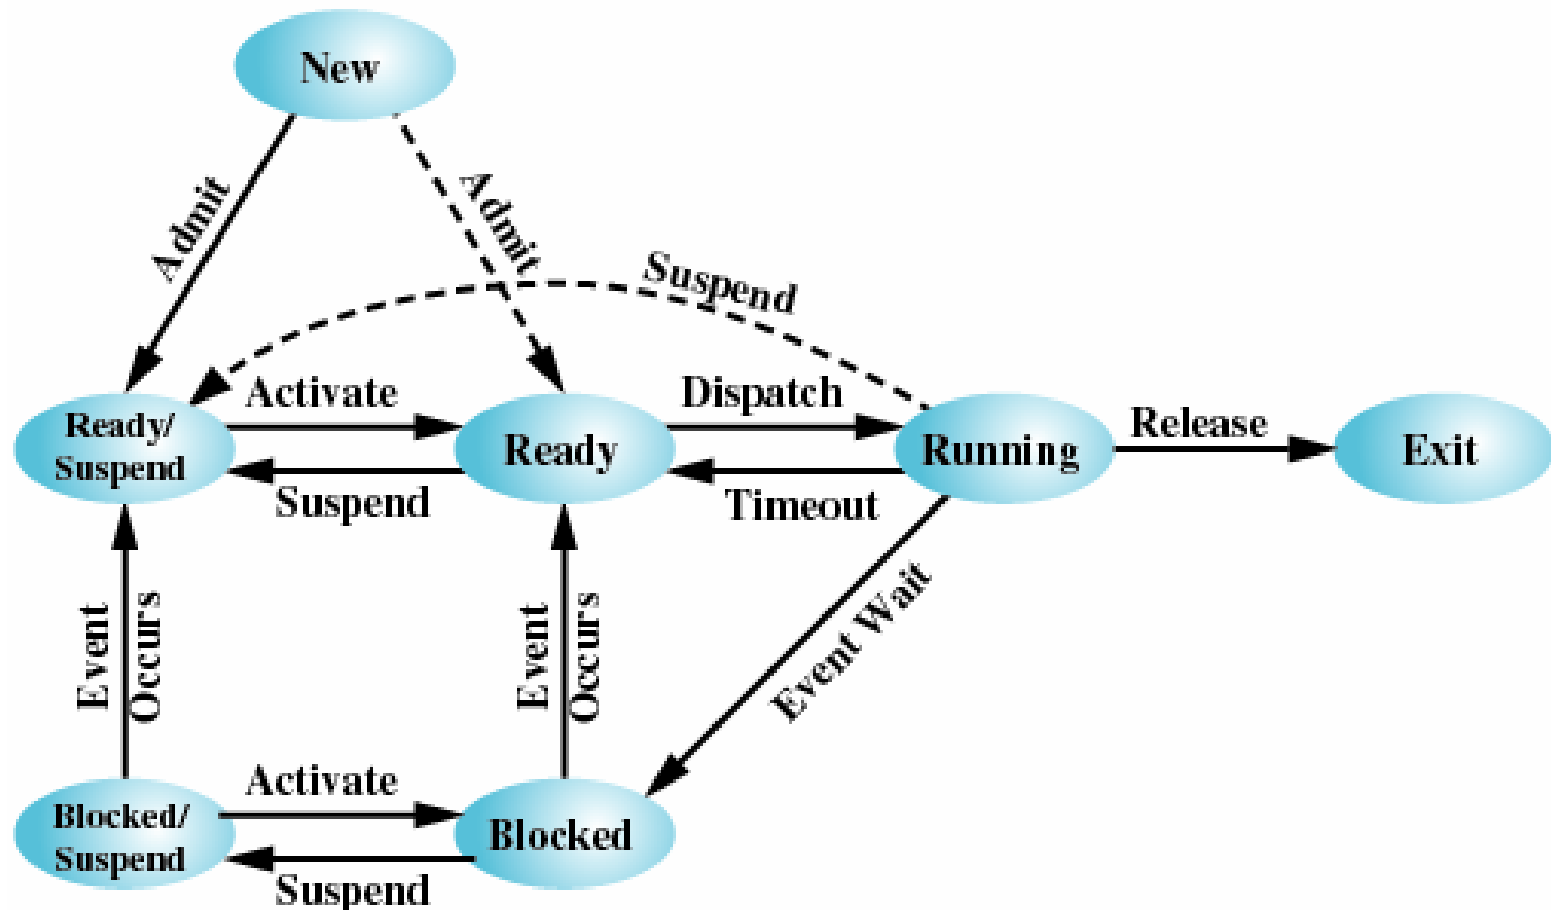 New
Admit
Admit
Suspend
Activate
Dispatch
Release
Ready/
Suspend
Ready
Running
Exit
Suspend
Timeout
Event
Occurs
Event
Occurs
Event Wait
Activate
Blocked/
Suspend
Blocked
Suspend